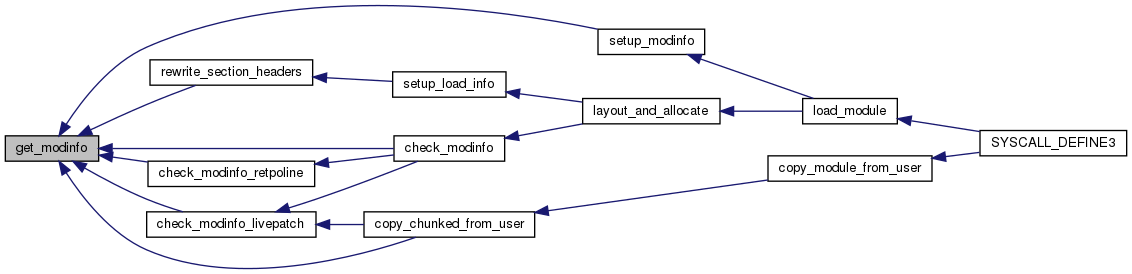 setup_modinfo
rewrite_section_headers
setup_load_info
layout_and_allocate
load_module
get_modinfo
check_modinfo
SYSCALL_DEFINE3
check_modinfo_retpoline
copy_module_from_user
check_modinfo_livepatch
copy_chunked_from_user